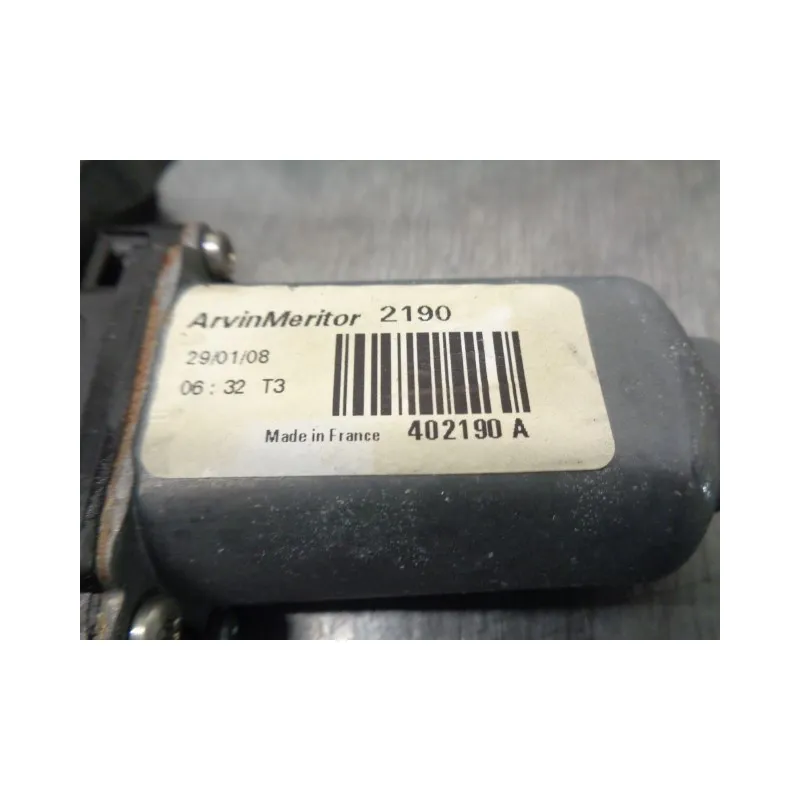 ArvinMeritor 2190
29/01/08
06:32 T3
Made in France 402190 A